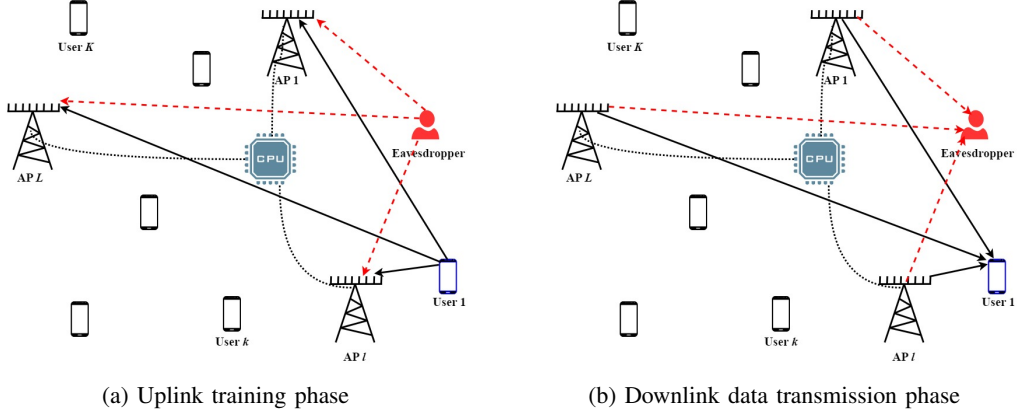 User K
AP 1
Eavesdropper
CPU
AP L
User 1
User k
AP l
(a) Uplink training phase
User K
AP 1
Eavesdropper
CPU
AP L
User 1
User k
AP l
(b) Downlink data transmission phase